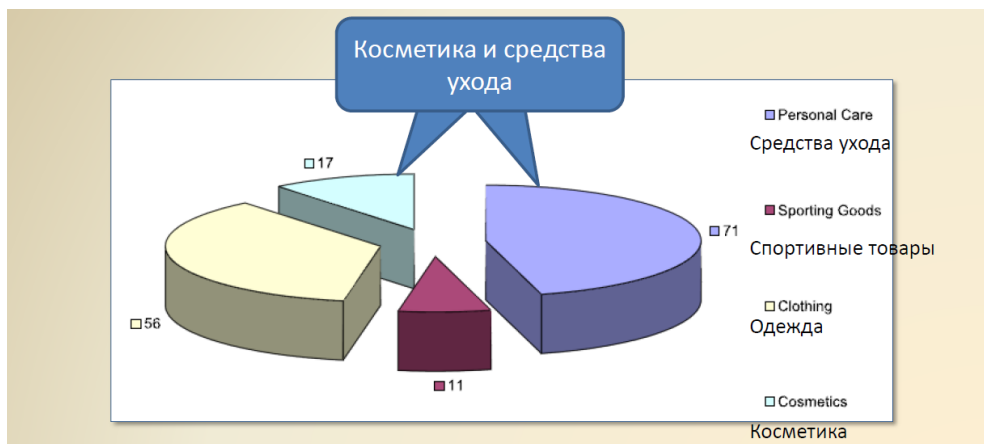 Косметика и средства
ухода
Personal Care
Средства ухода
17
Sporting Goods
71
Спортивные товары
Clothing
56
Одежда
11
Cosmetics
Косметика